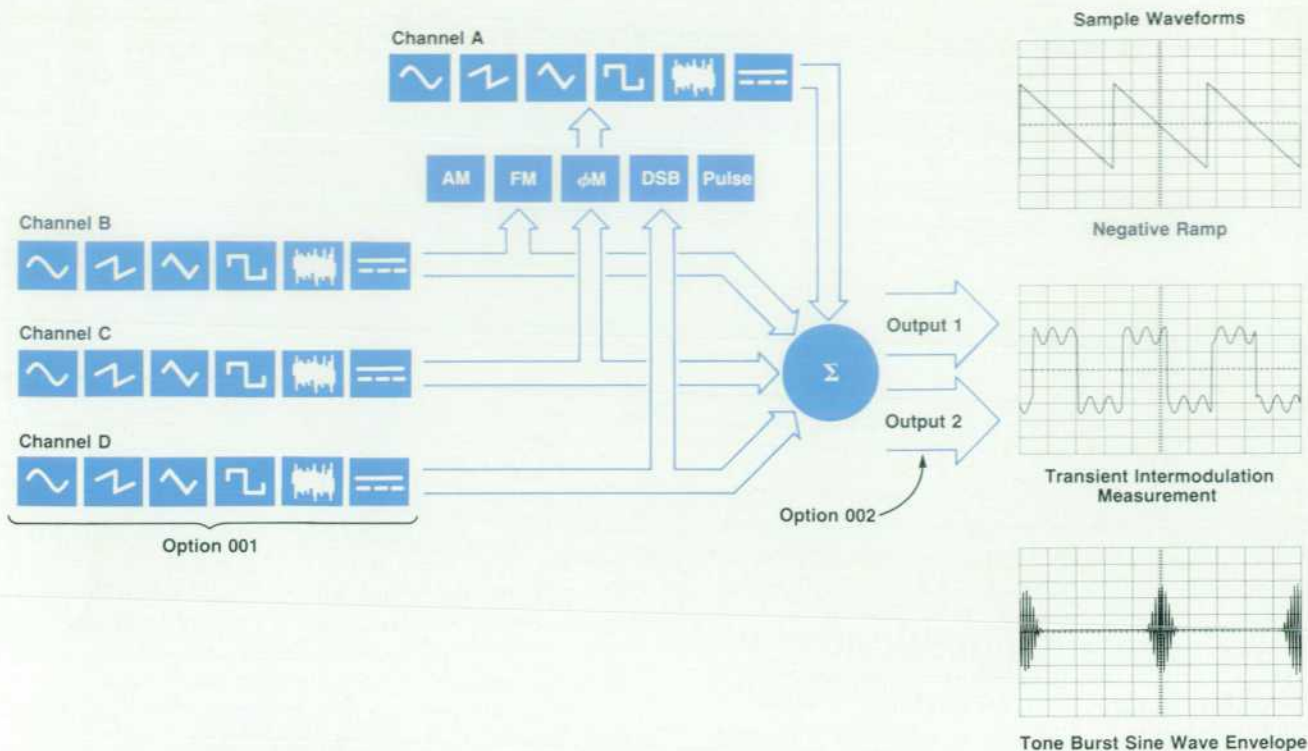 Sample Waveforms
Channel A
AM
FM
ϕM
DSB
Pulse
Channel B
Negative Ramp
Channel C
Σ
Output 1
Output 2
Channel D
Transient Intermodulation
Measurement
Option 001
Option 002
Tone Burst Sine Wave Envelope